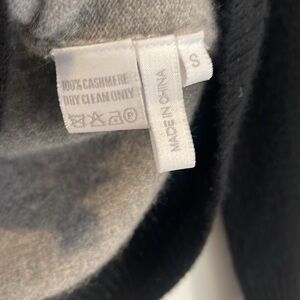 100% CASHMERE
DRY CLEAN ONLY
P
MADE IN CHINA
S